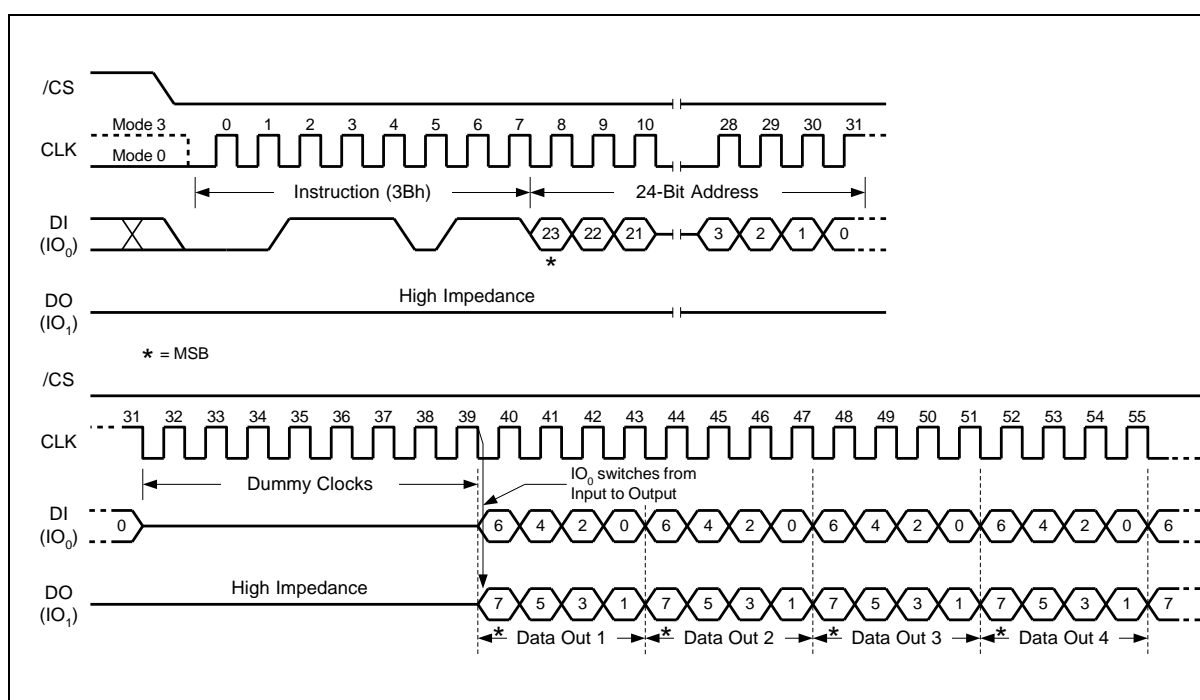 /CS
Mode 3 0 1 2 3 4 5 6 7 8 9 10 28 29 30 31
CLK
Mode 0
Instruction (3Bh) 24-Bit Address
DI
(IO0) 23 22 21 3 2 1 0
*
DO High Impedance
(IO1)
* = MSB
/CS
31 32 33 34 35 36 37 38 39 40 41 42 43 44 45 46 47 48 49 50 51 52 53 54 55
CLK
Dummy Clocks
IO0 switches from
Input to Output
DI
(IO0) 0 6 4 2 0 6 4 2 0 6 4 2 0 6 4 2 0 6
DO High Impedance
(IO1) 7 5 3 1 7 5 3 1 7 5 3 1 7 5 3 1 7
* Data Out 1 * Data Out 2 * Data Out 3 * Data Out 4